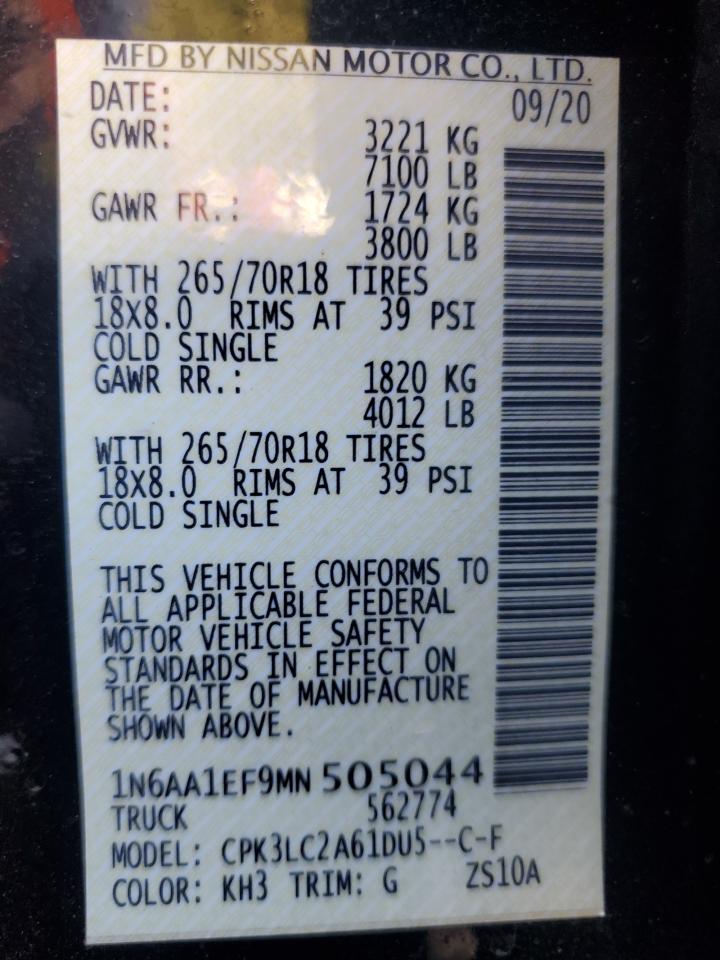 MFD BY NISSAN MOTOR CO., LTD.
DATE: 09/20
GVWR: 3221 KG
7100 LB
GAWR FR.: 1724 KG
3800 LB
WITH 265/70R18 TIRES
18X8.0 RIMS AT 39 PSI
COLD SINGLE
GAWR RR.: 1820 KG
4012 LB
WITH 265/70R18 TIRES
18X8.0 RIMS AT 39 PSI
COLD SINGLE
THIS VEHICLE CONFORMS TO
ALL APPLICABLE FEDERAL
MOTOR VEHICLE SAFETY
STANDARDS IN EFFECT ON
THE DATE OF MANUFACTURE
SHOWN ABOVE.
1N6AA1EF9MN 505044
TRUCK 562774
MODEL: CPK3LC2A61DU5--C-F
COLOR: KH3 TRIM: G ZS10A